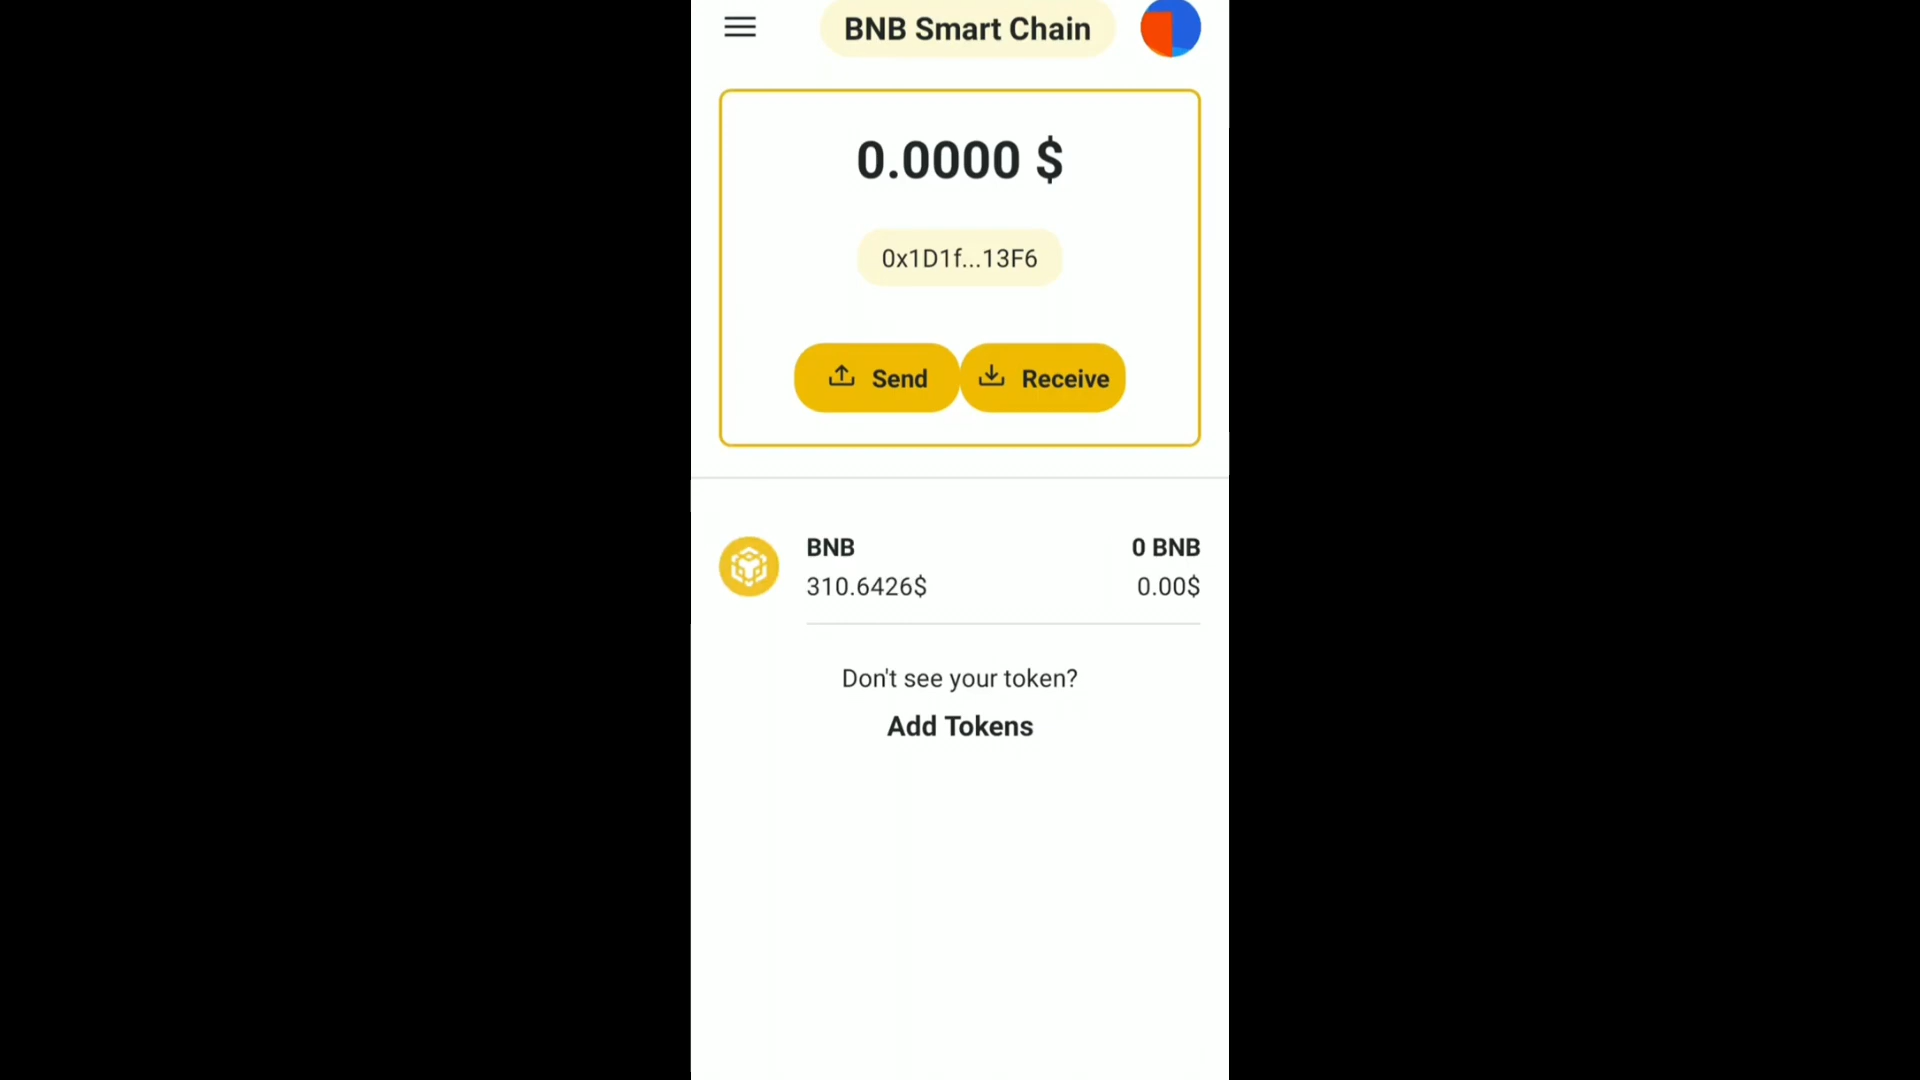 BNB Smart Chain
0.0000 $
0x1D1f...13F6
Send Receive
BNB 0 BNB
310.6426$ 0.00$
Don't see your token?
Add Tokens